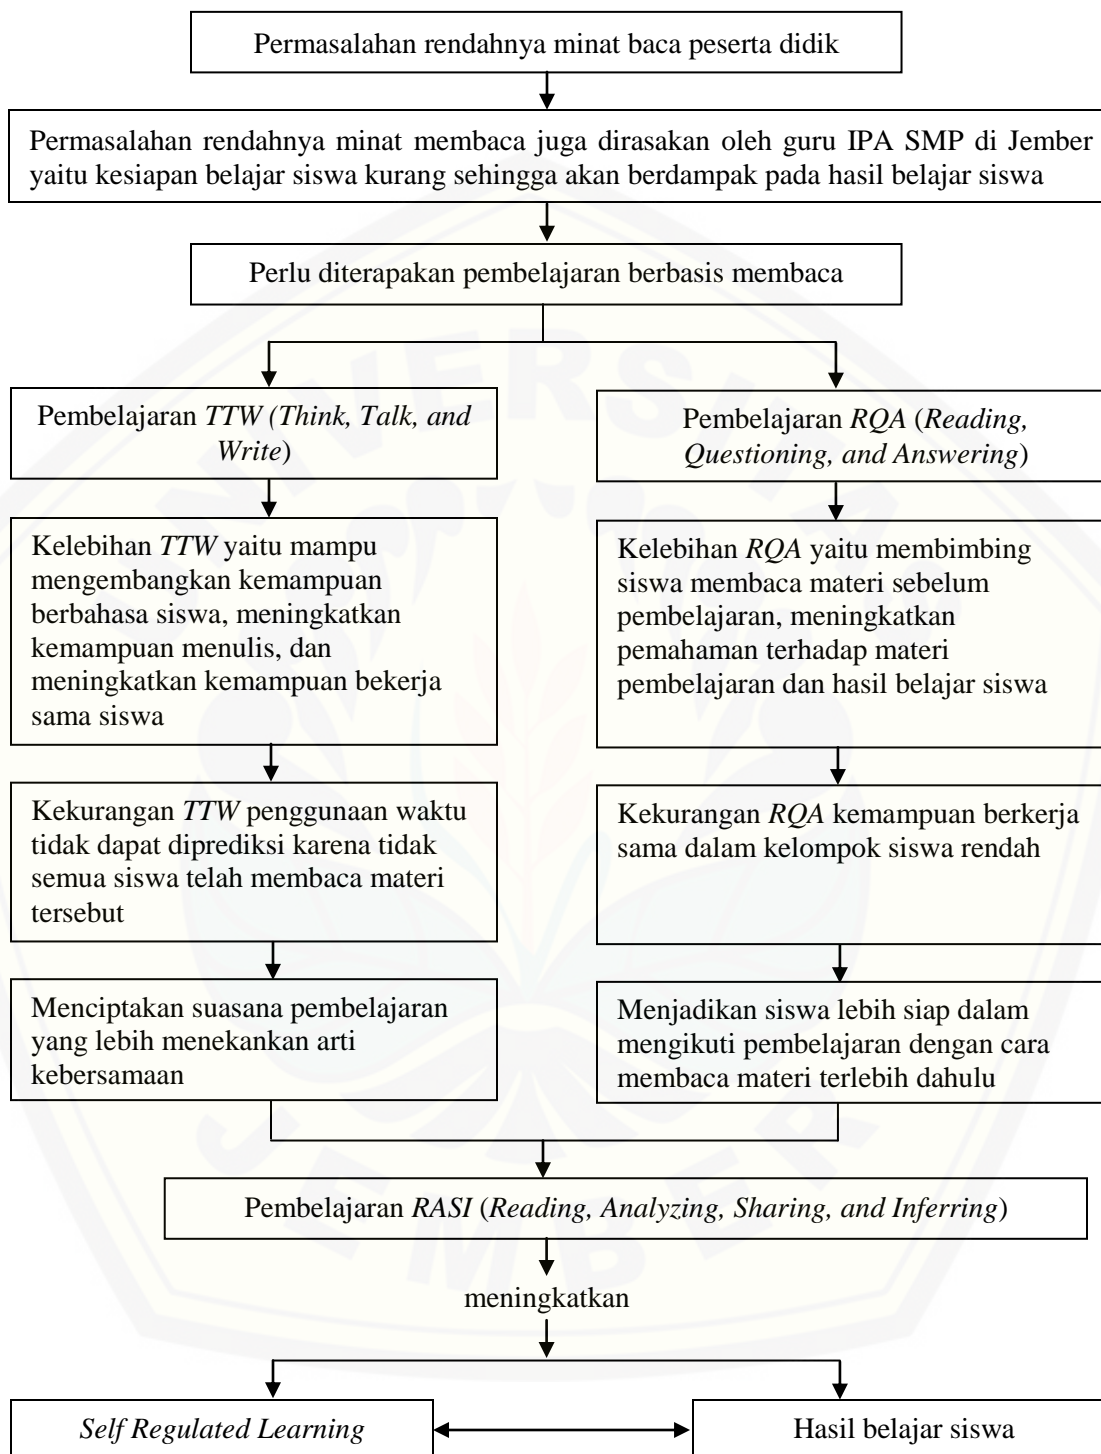 Permasalahan rendahnya minat baca peserta didik
Permasalahan rendahnya minat membaca juga dirasakan oleh guru IPA SMP di Jember
yaitu kesiapan belajar siswa kurang sehingga akan berdampak pada hasil belajar siswa
Perlu diterapakan pembelajaran berbasis membaca
Pembelajaran TTW (Think, Talk, and
Write)
Kelebihan TTW yaitu mampu
mengembangkan kemampuan
berbahasa siswa, meningkatkan
kemampuan menulis, dan
meningkatkan kemampuan bekerja
sama siswa
Kekurangan TTW penggunaan waktu
tidak dapat diprediksi karena tidak
semua siswa telah membaca materi
tersebut
Menciptakan suasana pembelajaran
yang lebih menekankan arti
kebersamaan
Pembelajaran RQA (Reading,
Questioning, and Answering)
Kelebihan RQA yaitu membimbing
siswa membaca materi sebelum
pembelajaran, meningkatkan
pemahaman terhadap materi
pembelajaran dan hasil belajar siswa
Kekurangan RQA kemampuan berkerja
sama dalam kelompok siswa rendah
Menjadikan siswa lebih siap dalam
mengikuti pembelajaran dengan cara
membaca materi terlebih dahulu
Pembelajaran RASI (Reading, Analyzing, Sharing, and Inferring)
meningkatkan
Self Regulated Learning
Hasil belajar siswa
UNIVERSITAS
JEMBER